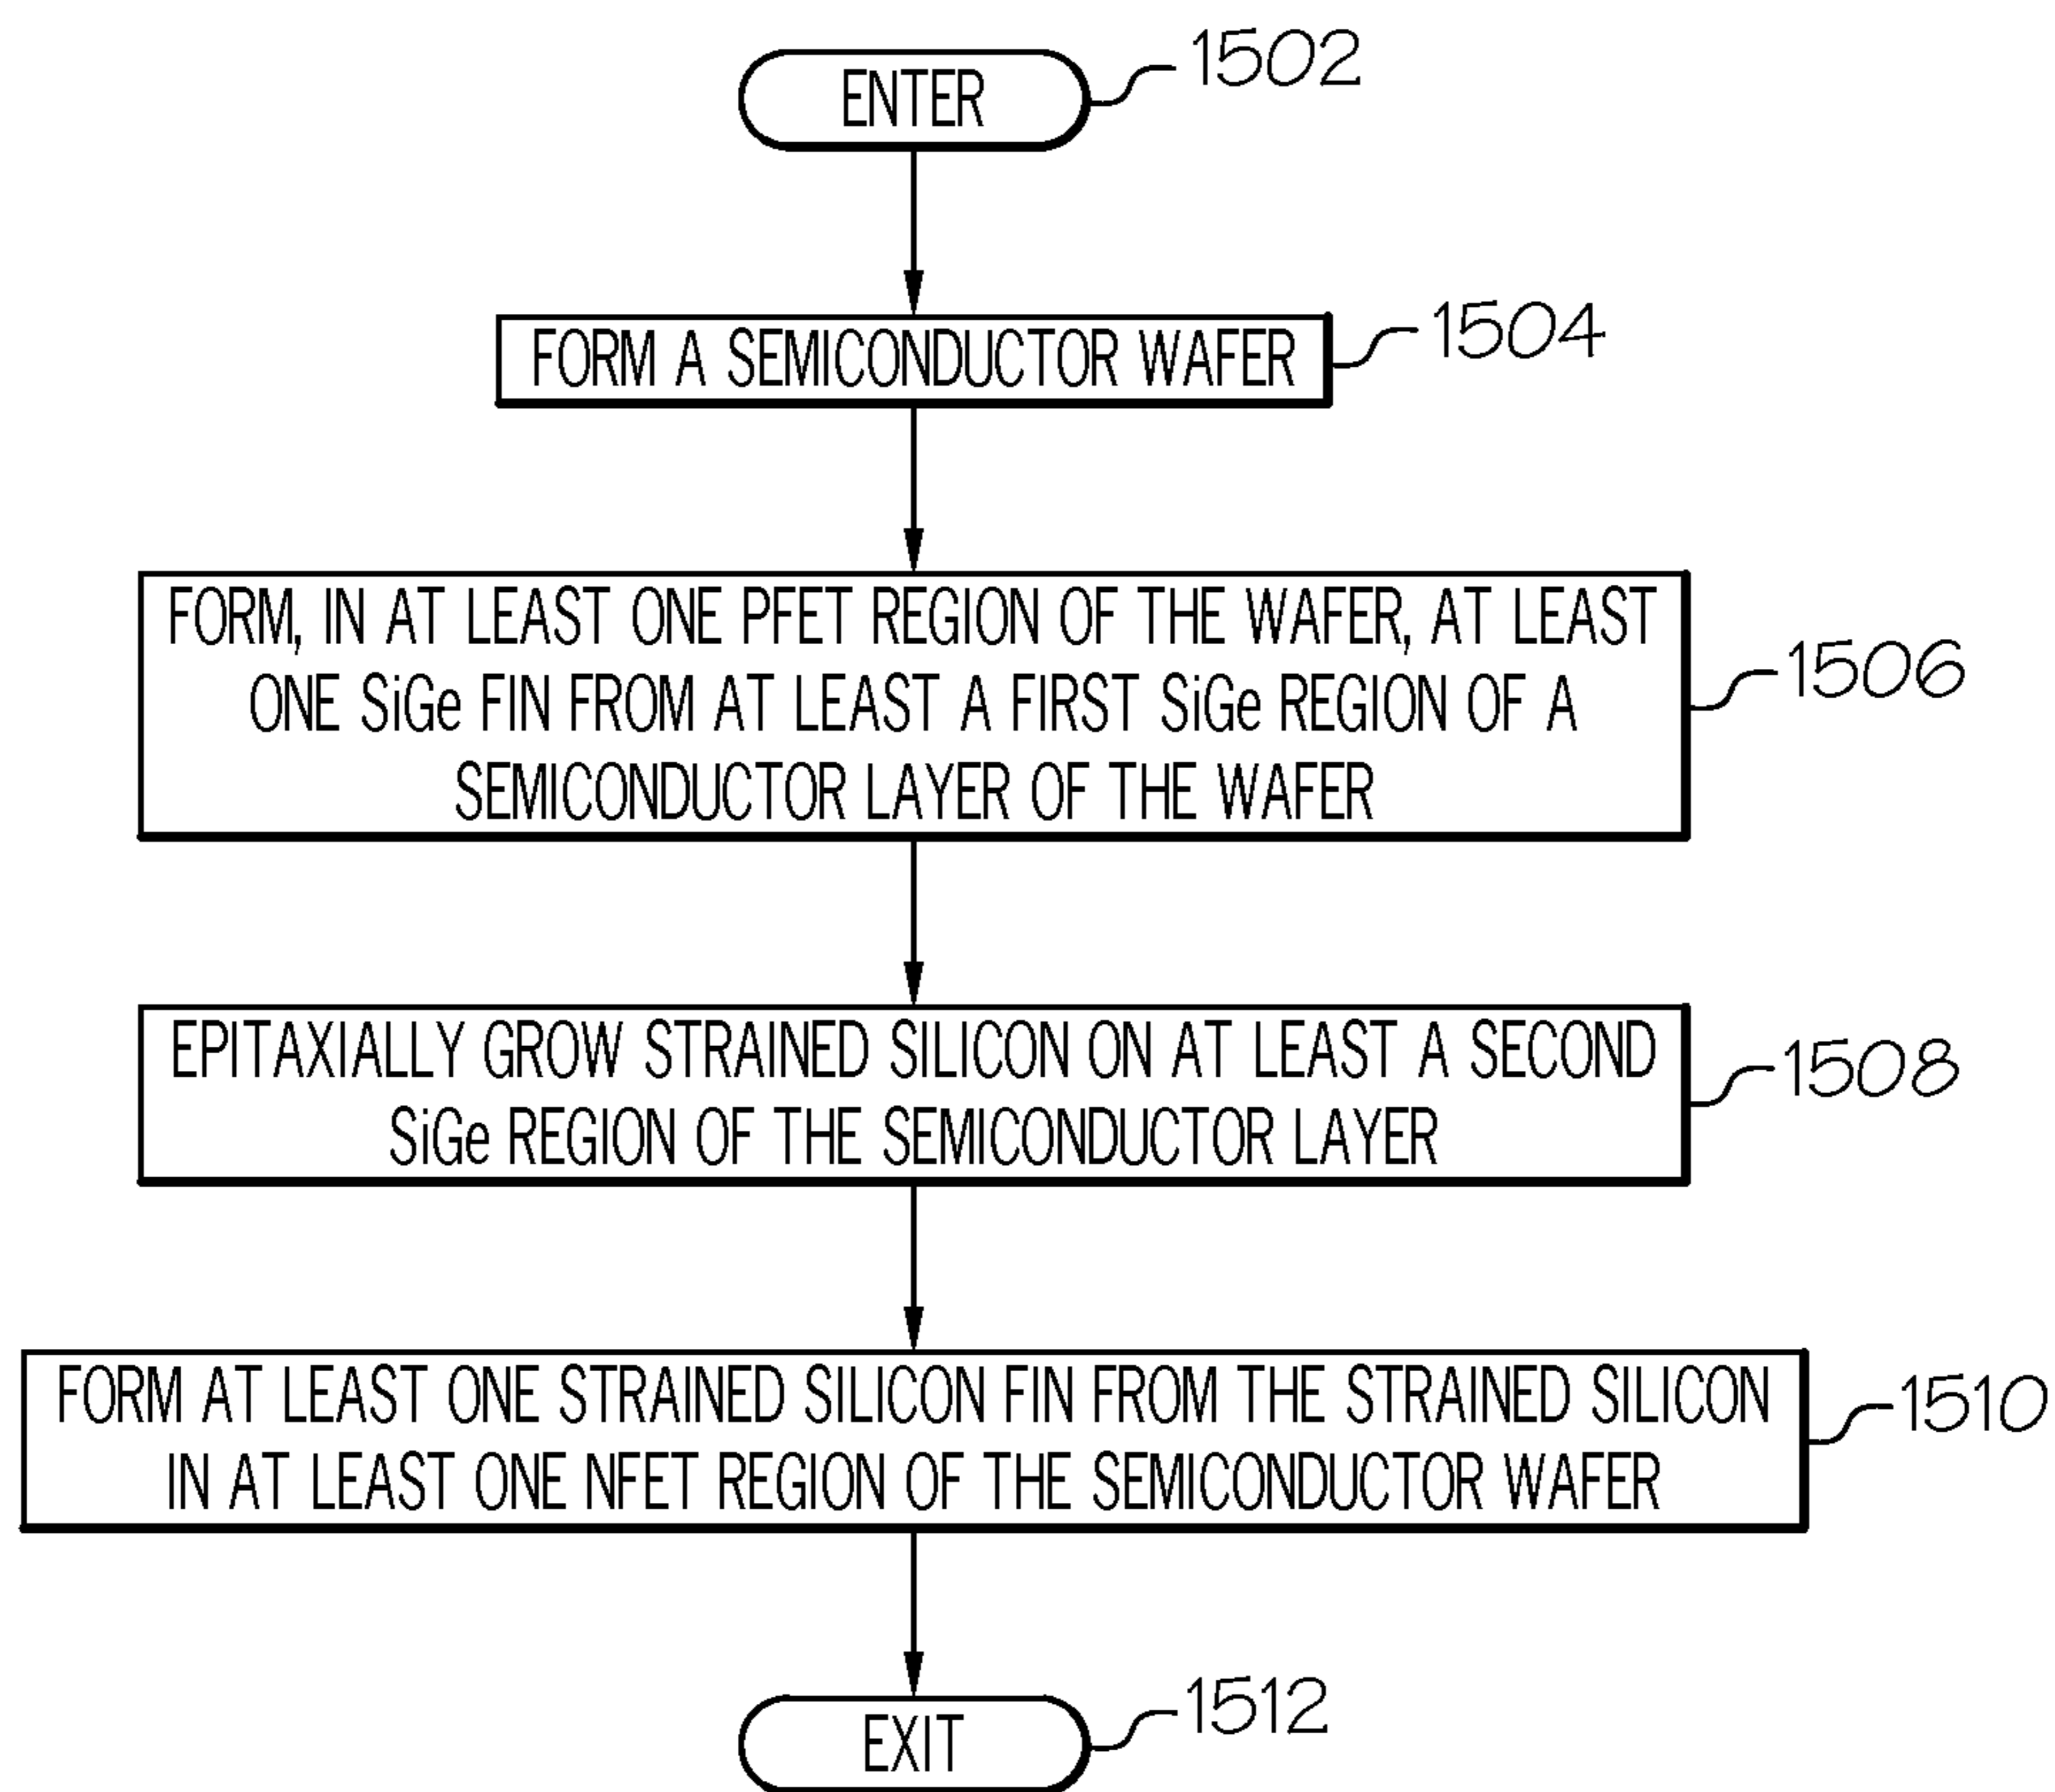 ENTER
1502
FORM A SEMICONDUCTOR WAFER
1504
FORM, IN AT LEAST ONE PFET REGION OF THE WAFER, AT LEAST
ONE SiGe FIN FROM AT LEAST A FIRST SiGe REGION OF A
SEMICONDUCTOR LAYER OF THE WAFER
1506
EPITAXIALLY GROW STRAINED SILICON ON AT LEAST A SECOND
SiGe REGION OF THE SEMICONDUCTOR LAYER
1508
FORM AT LEAST ONE STRAINED SILICON FIN FROM THE STRAINED SILICON
IN AT LEAST ONE NFET REGION OF THE SEMICONDUCTOR WAFER
1510
EXIT
1512